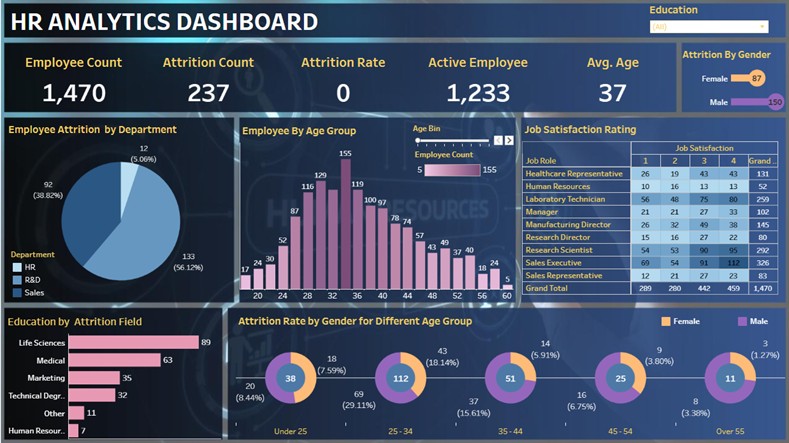 HR ANALYTICS DASHBOARD
Education
(All)
Employee Count
Attrition Count
Attrition Rate
Active Employee
Avg. Age
1,470
237
0
1,233
37
Attrition By Gender
Female
87
Male
150
Employee Attrition by Department
12
(5.06%)
92
(38.82%)
133
(56.12%)
Department
HR
R&D
Sales
Employee By Age Group
Age Bin
Employee Count
5
155
17 24 30 52 87 116 129 116 155 119 100 97 78 74 57 43 49 37 40 18 24 5
20 24 28 32 36 40 44 48 52 56 60
Job Satisfaction Rating
Job Satisfaction
Job Role 1 2 3 4 Grand ..
Healthcare Representative 26 19 43 43 131
Human Resources 10 16 13 13 52
Laboratory Technician 56 48 75 80 259
Manager 21 21 27 33 102
Manufacturing Director 26 32 49 38 145
Research Director 15 16 27 22 80
Research Scientist 54 53 90 95 292
Sales Executive 69 54 91 112 326
Sales Representative 12 21 27 23 83
Grand Total 289 280 442 459 1,470
Education by Attrition Field
Life Sciences 89
Medical 63
Marketing 35
Technical Degr... 32
Other 11
Human Resour... 7
Attrition Rate by Gender for Different Age Group
Female
Male
38
18
(7.59%)
20
(8.44%)
Under 25
112
43
(18.14%)
69
(29.11%)
25 - 34
51
14
(5.91%)
37
(15.61%)
35 - 44
25
9
(3.80%)
16
(6.75%)
45 - 54
11
3
(1.27%)
8
(3.38%)
Over 55